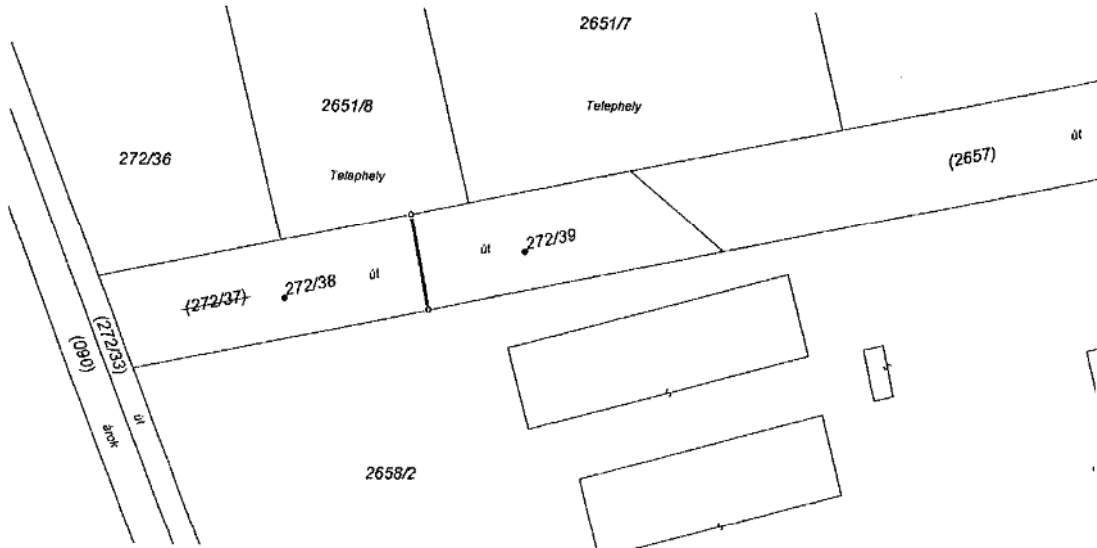 2651/7
2651/8
Telephely
272/36
Telephely
(2657)
út
út
272/39
(272/37)
272/38
út
(272/33)
út
(060)
árok
2658/2